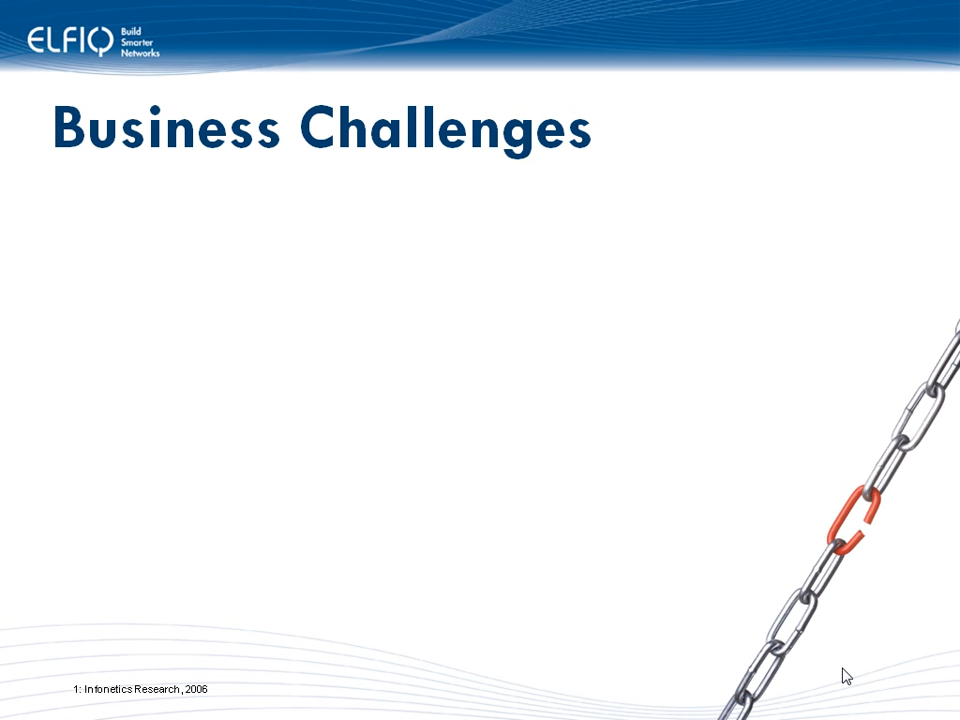 ELFIQ
Build
Smarter
Networks
Business Challenges
1: Infonetics Research, 2006